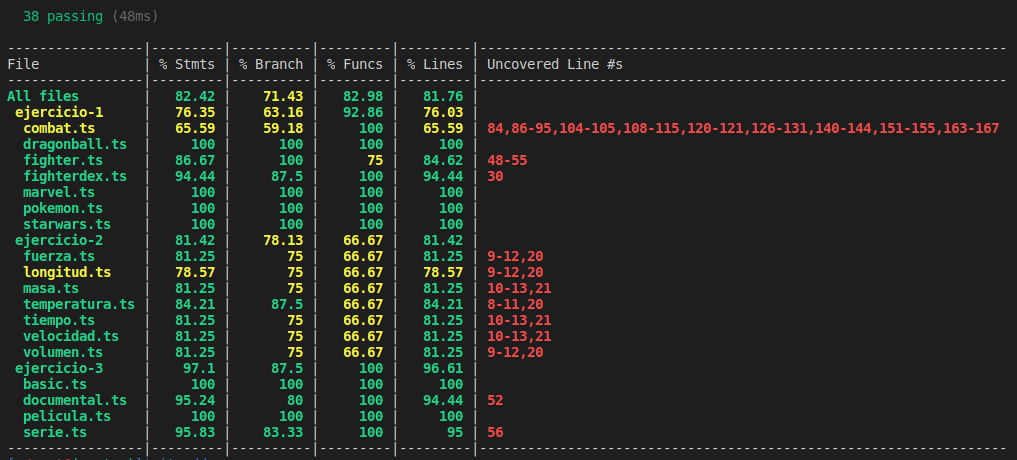 38 passing (48ms)
-----------------|---------|----------|---------|---------|------------------------------------------------------------------
File             | % Stmts | % Branch | % Funcs | % Lines | Uncovered Line #s
-----------------|---------|----------|---------|---------|------------------------------------------------------------------
All files        |   82.42 |    71.43 |   82.98 |   81.76 |
 ejercicio-1     |   76.35 |    63.16 |   92.86 |   76.03 |
  combat.ts      |   65.59 |    59.18 |     100 |   65.59 | 84,86-95,104-105,108-115,120-121,126-131,140-144,151-155,163-167
  dragonball.ts  |     100 |      100 |     100 |     100 |
  fighter.ts     |   86.67 |      100 |      75 |   84.62 | 48-55
  fighterdex.ts  |   94.44 |     87.5 |     100 |   94.44 | 30
  marvel.ts      |     100 |      100 |     100 |     100 |
  pokemon.ts     |     100 |      100 |     100 |     100 |
  starwars.ts    |     100 |      100 |     100 |     100 |
 ejercicio-2     |   81.42 |    78.13 |   66.67 |   81.42 |
  fuerza.ts      |   81.25 |       75 |   66.67 |   81.25 | 9-12,20
  longitud.ts    |   78.57 |       75 |   66.67 |   78.57 | 9-12,20
  masa.ts        |   81.25 |       75 |   66.67 |   81.25 | 10-13,21
  temperatura.ts |   84.21 |     87.5 |   66.67 |   84.21 | 8-11,20
  tiempo.ts      |   81.25 |       75 |   66.67 |   81.25 | 10-13,21
  velocidad.ts   |   81.25 |       75 |   66.67 |   81.25 | 10-13,21
  volumen.ts     |   81.25 |       75 |   66.67 |   81.25 | 9-12,20
 ejercicio-3     |    97.1 |     87.5 |     100 |   96.61 |
  basic.ts       |     100 |      100 |     100 |     100 |
  documental.ts  |   95.24 |       80 |     100 |   94.44 | 52
  pelicula.ts    |     100 |      100 |     100 |     100 |
  serie.ts       |   95.83 |    83.33 |     100 |      95 | 56
-----------------|---------|----------|---------|---------|------------------------------------------------------------------